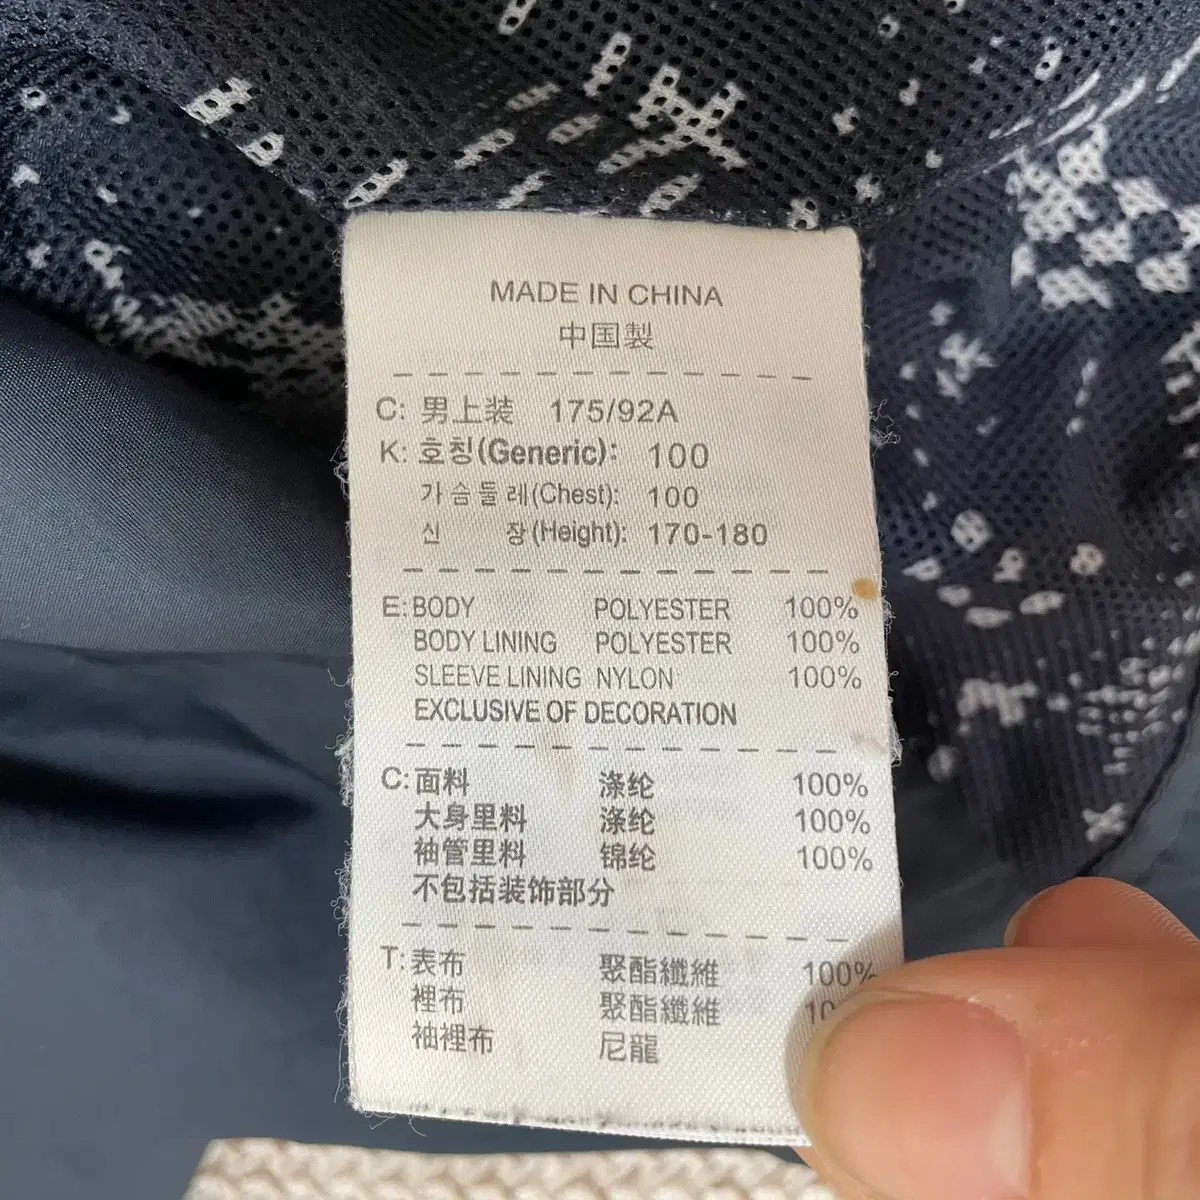 MADE IN CHINA
中国製
C: 男上装 175/92A
K: 호칭(Generic): 100
가슴둘레(Chest): 100
신 장(Height): 170-180
E: BODY POLYESTER 100%
BODY LINING POLYESTER 100%
SLEEVE LINING NYLON 100%
EXCLUSIVE OF DECORATION
C: 面料 涤纶 100%
大身里料 涤纶 100%
袖管里料 锦纶 100%
不包括装饰部分
T: 表布 聚酯纖維 100%
裡布 聚酯纖維
袖裡布 尼龍